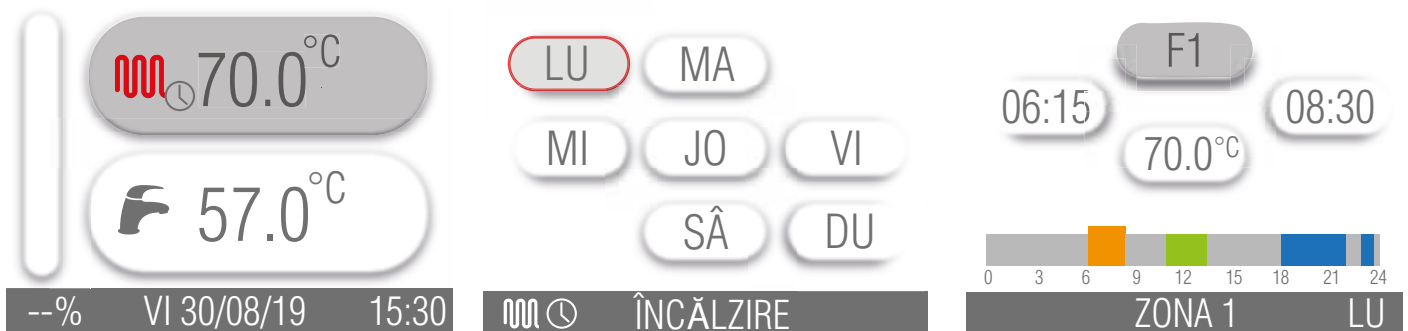 70.0°C
57.0°C
--% VI 30/08/19 15:30
LU MA
MI JO VI
SÂ DU
ÎNCĂLZIRE
F1
06:15 08:30
70.0°C
0 3 6 9 12 15 18 21 24
ZONA 1 LU